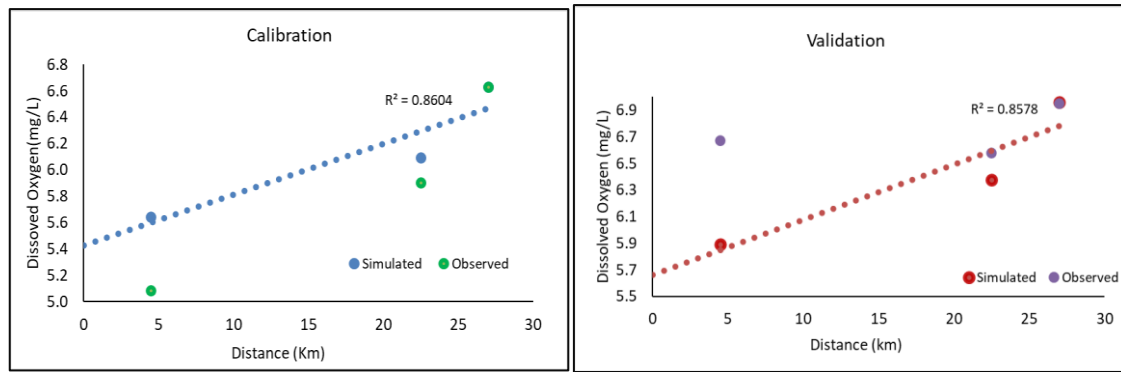 Calibration
Dissoved Oxygen(mg/L)
6.8
6.6
6.4
6.2
6.0
5.8
5.6
5.4
5.2
5.0
R² = 0.8604
Simulated Observed
0 5 10 15 20 25 30
Distance (Km)
Validation
Dissolved Oxygen (mg/L)
6.9
6.7
6.5
6.3
6.1
5.9
5.7
5.5
R² = 0.8578
Simulated Observed
0 5 10 15 20 25 30
Distance (km)